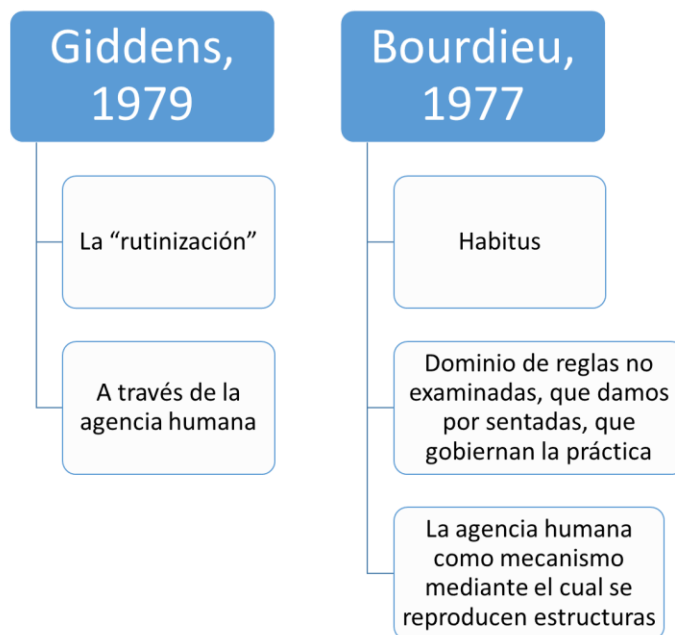 Giddens,
1979
La “rutinización”
A través de la
agencia humana
Bourdieu,
1977
Habitus
Dominio de reglas no
examinadas, que damos
por sentadas, que
gobiernan la práctica
La agencia humana
como mecanismo
mediante el cual se
reproducen estructuras